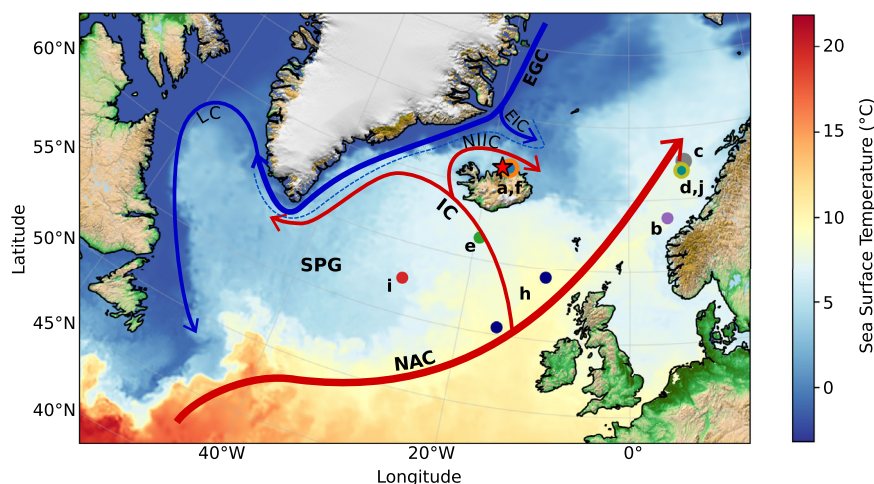 60°N
55°N
50°N
45°N
40°N
Latitude
40°W
20°W
0°
Longitude
LC
EGC
EIC
NIIC
a,f
c
d,j
b
IC
e
SPG
i
h
NAC
20
15
10
5
0
Sea Surface Temperature (°C)